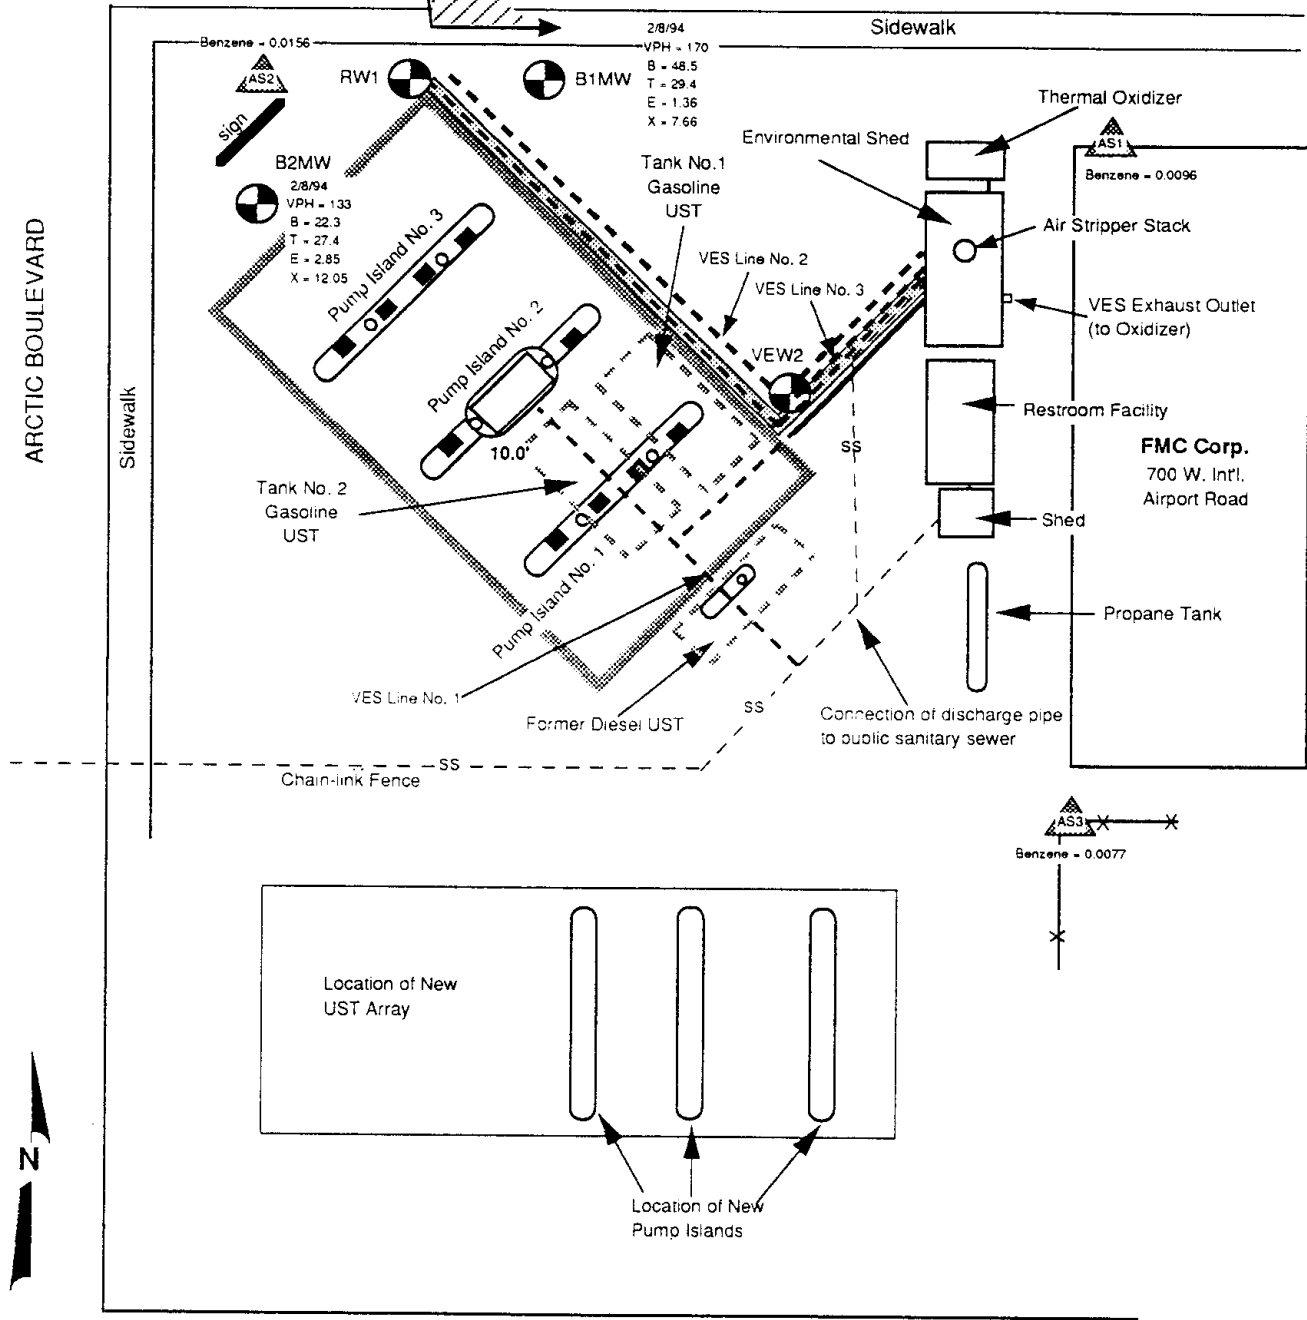 Sidewalk
Benzene = 0.0156
AS2
sign
RW1
B1MW
2/8/94
VPH = 170
B = 48.5
T = 29.4
E = 1.36
X = 7.66
Thermal Oxidizer
Environmental Shed
AS1
Benzene = 0.0096
B2MW
2/8/94
VPH = 133
B = 22.3
T = 27.4
E = 2.85
X = 12.05
Tank No.1
Gasoline
UST
Air Stripper Stack
ARCTIC BOULEVARD
Sidewalk
Pump Island No. 3
VES Line No. 2
VES Line No. 3
VES Exhaust Outlet
(to Oxidizer)
Pump Island No. 2
VEW2
Restroom Facility
10.0'
SS
FMC Corp.
700 W. Int'l.
Airport Road
Tank No. 2
Gasoline
UST
Shed
Pump Island No. 1
Propane Tank
VES Line No. 1
Former Diesel UST
SS
Connection of discharge pipe
to public sanitary sewer
SS
Chain-link Fence
AS3
Benzene = 0.0077
Location of New
UST Array
N
Location of New
Pump Islands